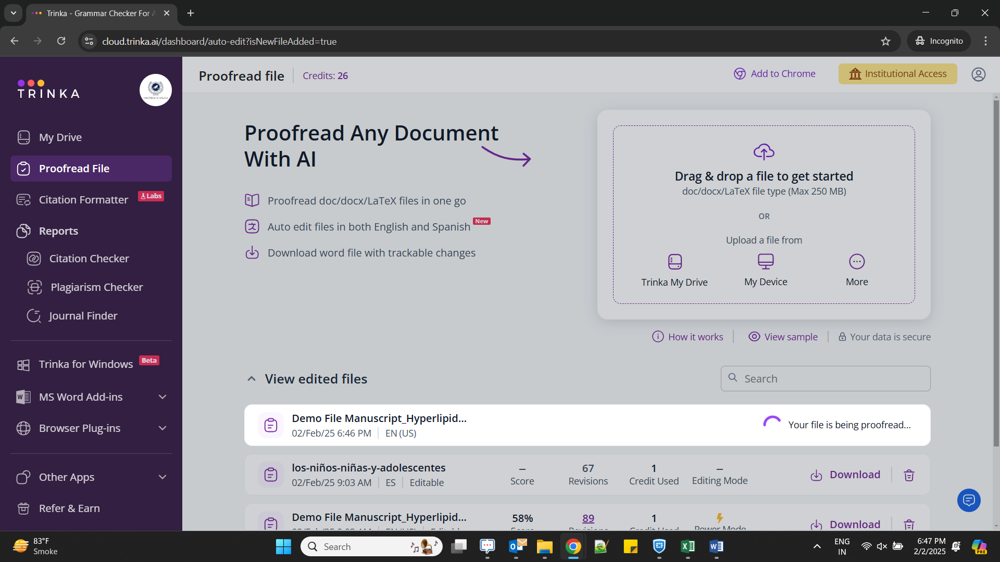 Trinka - Grammar Checker For A
cloud.trinka.ai/dashboard/auto-edit?isNewFileAdded=true
Incognito
TRINKA
My Drive
Proofread File
Citation Formatter Labs
Reports
Citation Checker
Plagiarism Checker
Journal Finder
Trinka for Windows Beta
MS Word Add-ins
Browser Plug-ins
Other Apps
Refer & Earn
Proofread file
Credits: 26
Add to Chrome
Institutional Access
Proofread Any Document
With AI
Proofread doc/docx/LaTeX files in one go
Auto edit files in both English and Spanish New
Download word file with trackable changes
Drag & drop a file to get started
doc/docx/LaTeX file type (Max 250 MB)
OR
Upload a file from
Trinka My Drive My Device More
How it works View sample Your data is secure
View edited files
Search
Demo File Manuscript_Hyperlipid...
02/Feb/25 6:46 PM EN (US)
Your file is being proofread...
los-niños-niñas-y-adolescentes
02/Feb/25 9:03 AM ES Editable
– 67 1 –
Score Revisions Credit Used Editing Mode
Download
Demo File Manuscript_Hyperlipid...
58% 89 1
Score Revisions Credit Used Power Mode
Download
83°F
Smoke
Search
ENG
IN
6:47 PM
2/2/2025
PRE